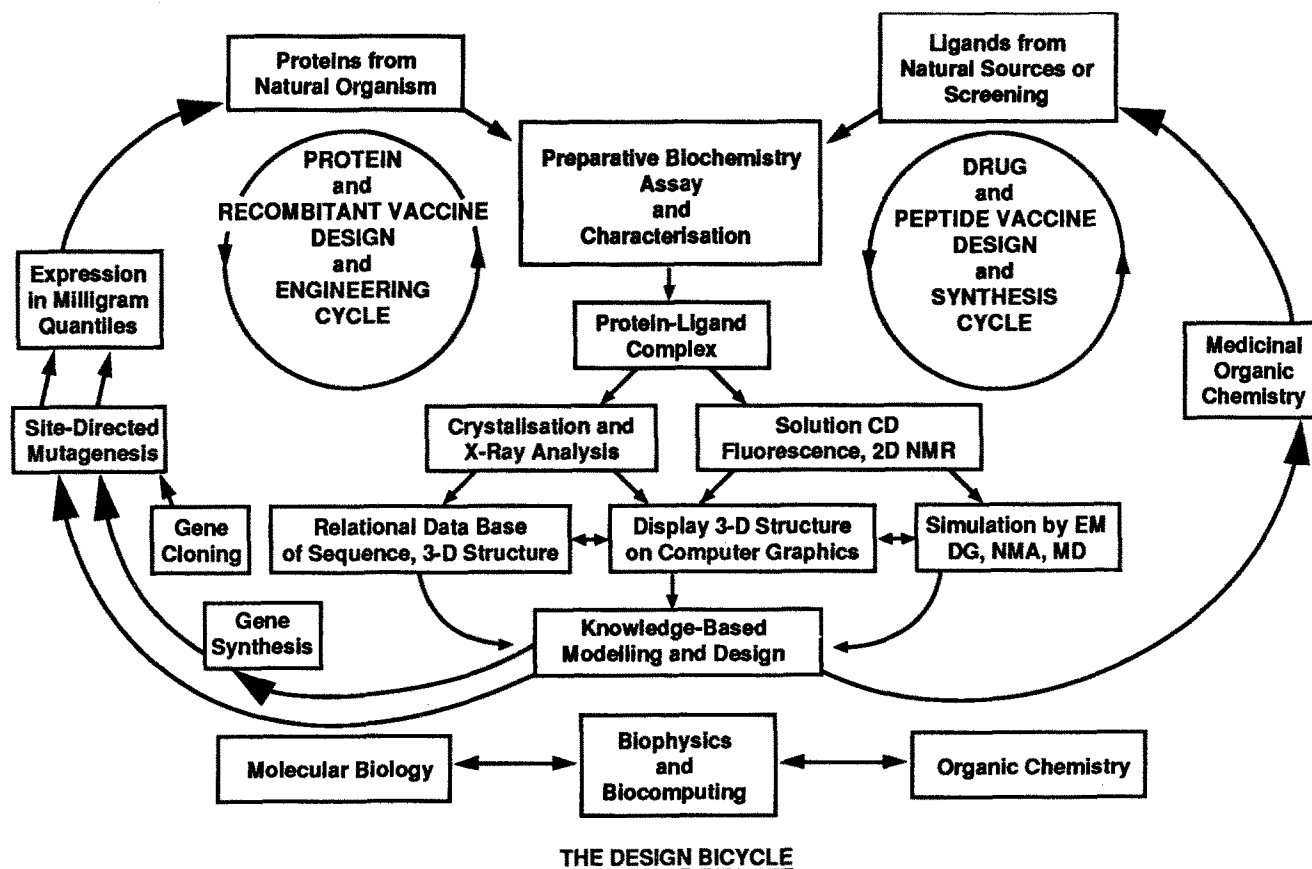 Proteins from
Natural Organism
Ligands from
Natural Sources or
Screening
Preparative Biochemistry
Assay
and
Characterisation
PROTEIN
and
RECOMBITANT VACCINE
DESIGN
and
ENGINEERING
CYCLE
DRUG
and
PEPTIDE VACCINE
DESIGN
and
SYNTHESIS
CYCLE
Expression
in Milligram
Quantiles
Protein-Ligand
Complex
Medicinal
Organic
Chemistry
Site-Directed
Mutagenesis
Crystalisation and
X-Ray Analysis
Solution CD
Fluorescence, 2D NMR
Gene
Cloning
Relational Data Base
of Sequence, 3-D Structure
Display 3-D Structure
on Computer Graphics
Simulation by EM
DG, NMA, MD
Gene
Synthesis
Knowledge-Based
Modelling and Design
Molecular Biology
Biophysics
and
Biocomputing
Organic Chemistry
THE DESIGN BICYCLE